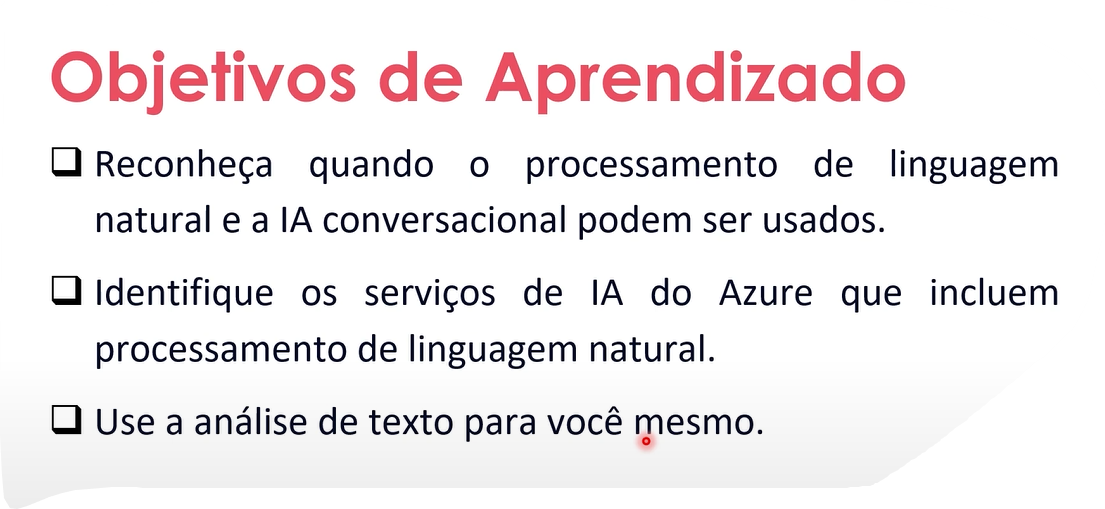 Objetivos de Aprendizado
Reconheça quando o processamento de linguagem
natural e a IA conversacional podem ser usados.
Identifique os serviços de IA do Azure que incluem
processamento de linguagem natural.
Use a análise de texto para você mesmo.